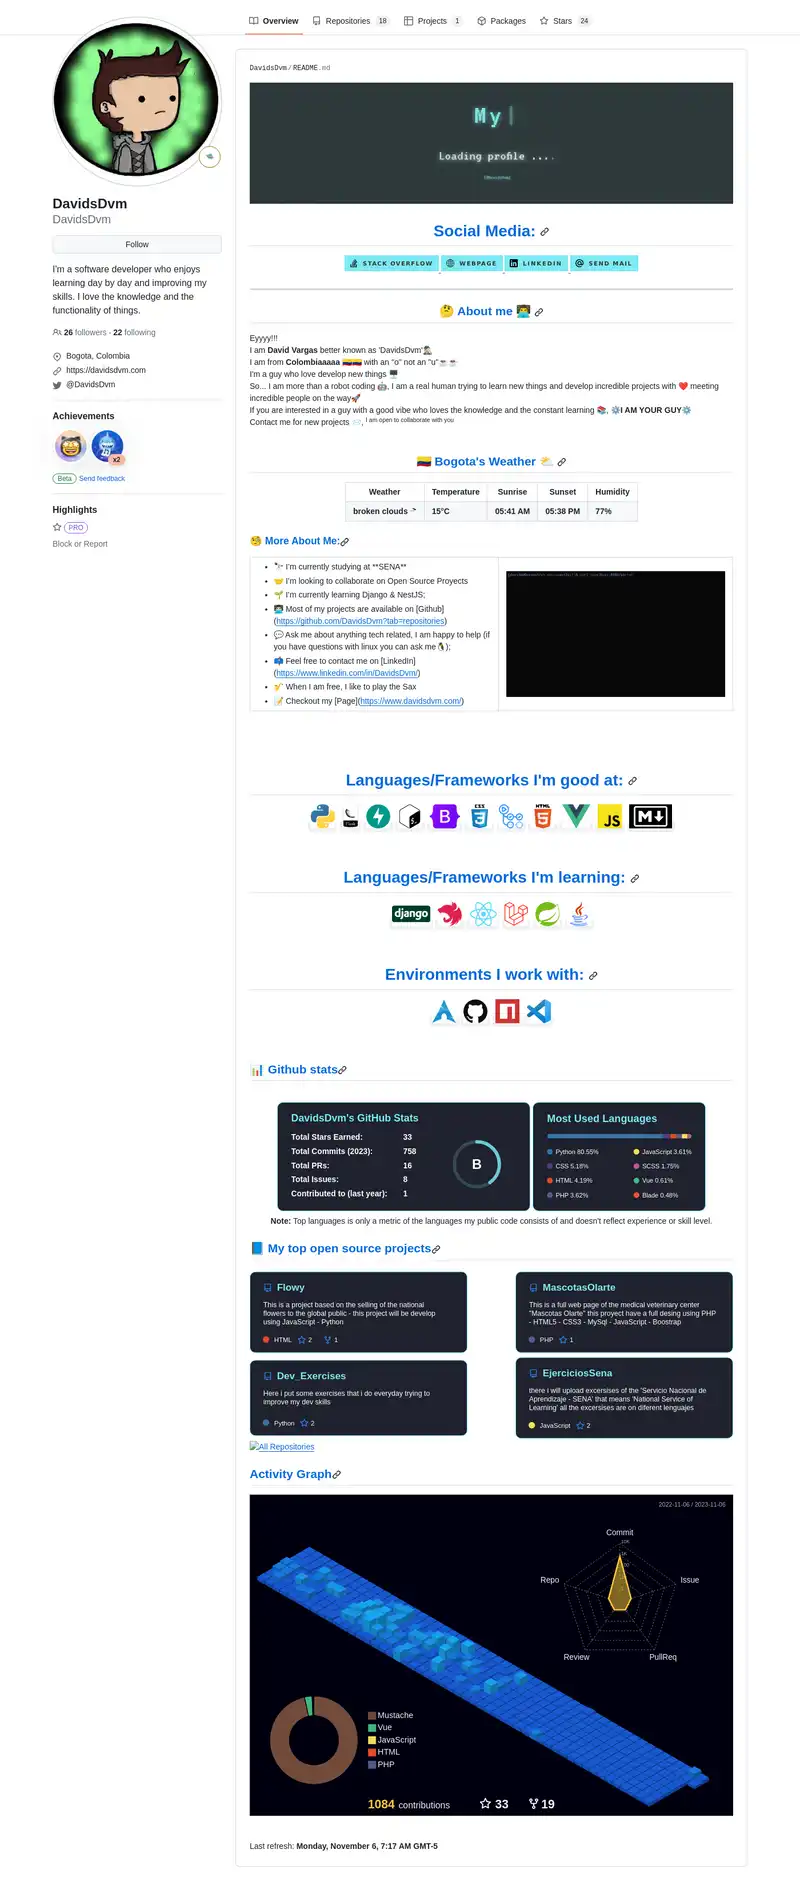 Overview
Repositories 18
Projects 1
Packages
Stars 24
DavidsDvm
DavidsDvm
Follow
I'm a software developer who enjoys
learning day by day and improving my
skills. I love the knowledge and the
functionality of things.
26 followers · 22 following
Bogota, Colombia
https://davidsdvm.com
@DavidsDvm
Achievements
x2
Beta Send feedback
Highlights
PRO
Block or Report
DavidsDvm / README.md
My
Loading profile ....
Social Media:
STACK OVERFLOW WEBPAGE LINKEDIN SEND MAIL
🤔 About me 👨‍💻
Eyyyy!!!
I am David Vargas better known as 'DavidsDvm'
I am from Colombiaaaaa 🇨🇴🇨🇴 with an "o" not an "u"☕☕
I'm a guy who love develop new things 🖥️
So... I am more than a robot coding 🤖, I am a real human trying to learn new things and develop incredible projects with ❤️ meeting
incredible people on the way🚀
If you are interested in a guy with a good vibe who loves the knowledge and the constant learning 📚, ⚙️I AM YOUR GUY⚙️
Contact me for new projects ✉️, I am open to collaborate with you
🇨🇴 Bogota's Weather ⛅
Weather Temperature Sunrise Sunset Humidity
broken clouds 15°C 05:41 AM 05:38 PM 77%
🧐 More About Me:
• 🔭 I'm currently studying at **SENA**
• 🤝 I'm looking to collaborate on Open Source Proyects
• 🌱 I'm currently learning Django & NestJS;
• 👨‍💻 Most of my projects are available on [Github]
(https://github.com/DavidsDvm?tab=repositories)
• 💬 Ask me about anything tech related, I am happy to help (if
you have questions with linux you can ask me🐧);
• 📫 Feel free to contact me on [LinkedIn]
(https://www.linkedin.com/in/DavidsDvm/)
• 🎷 When I am free, I like to play the Sax
• 📝 Checkout my [Page](https://www.davidsdvm.com/)
Languages/Frameworks I'm good at:
Flask
B
CSS
3
HTML
5
JS
M
Languages/Frameworks I'm learning:
django
Java
Environments I work with:
📊 Github stats
DavidsDvm's GitHub Stats
Total Stars Earned: 33
Total Commits (2023): 758
Total PRs: 16
Total Issues: 8
Contributed to (last year): 1
B
Most Used Languages
Python 80.55% JavaScript 3.61%
CSS 5.18% SCSS 1.75%
HTML 4.19% Vue 0.61%
PHP 3.62% Blade 0.48%
Note: Top languages is only a metric of the languages my public code consists of and doesn't reflect experience or skill level.
📘 My top open source projects
Flowy
This is a project based on the selling of the national
flowers to the global public - this project will be develop
using JavaScript - Python
HTML 2 1
MascotasOlarte
This is a full web page of the medical veterinary center
"Mascotas Olarte" this proyect have a full desing using PHP
- HTML5 - CSS3 - MySql - JavaScript - Boostrap
PHP 1
Dev_Exercises
Here i put some exercises that i do everyday trying to
improve my dev skills
Python 2
EjerciciosSena
there i will upload excersises of the 'Servicio Nacional de
Aprendizaje - SENA' that means 'National Service of
Learning' all the excersises are on diferent lenguajes
JavaScript 2
All Repositories
Activity Graph
2022-11-06 / 2023-11-06
Commit
10K
1K
Repo Issue
Review PullReq
Mustache
Vue
JavaScript
HTML
PHP
1084 contributions 33 19
Last refresh: Monday, November 6, 7:17 AM GMT-5